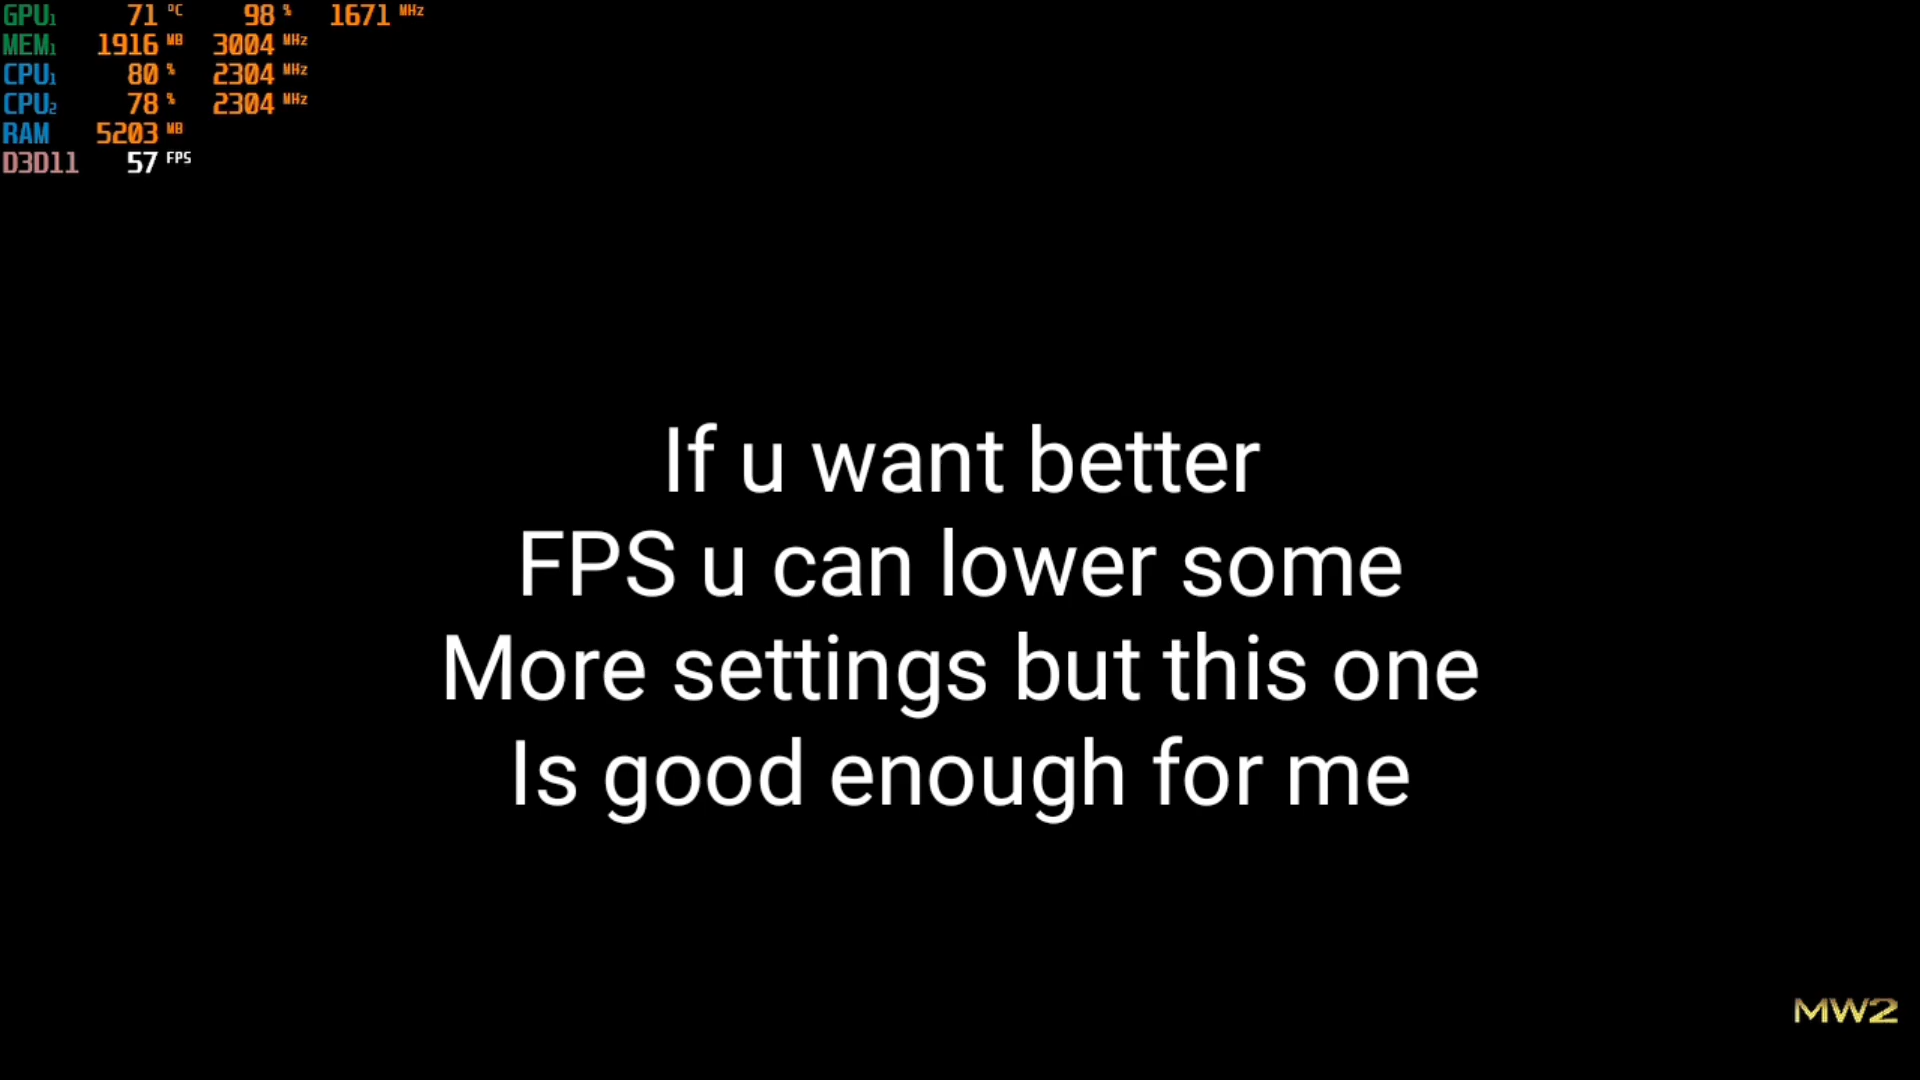 GPU1 71 °C 98 % 1671 MHz
MEM1 1916 MB 3004 MHz
CPU1 80 % 2304 MHz
CPU2 78 % 2304 MHz
RAM 5203 MB
D3D11 57 FPS
If u want better
FPS u can lower some
More settings but this one
Is good enough for me
MW2